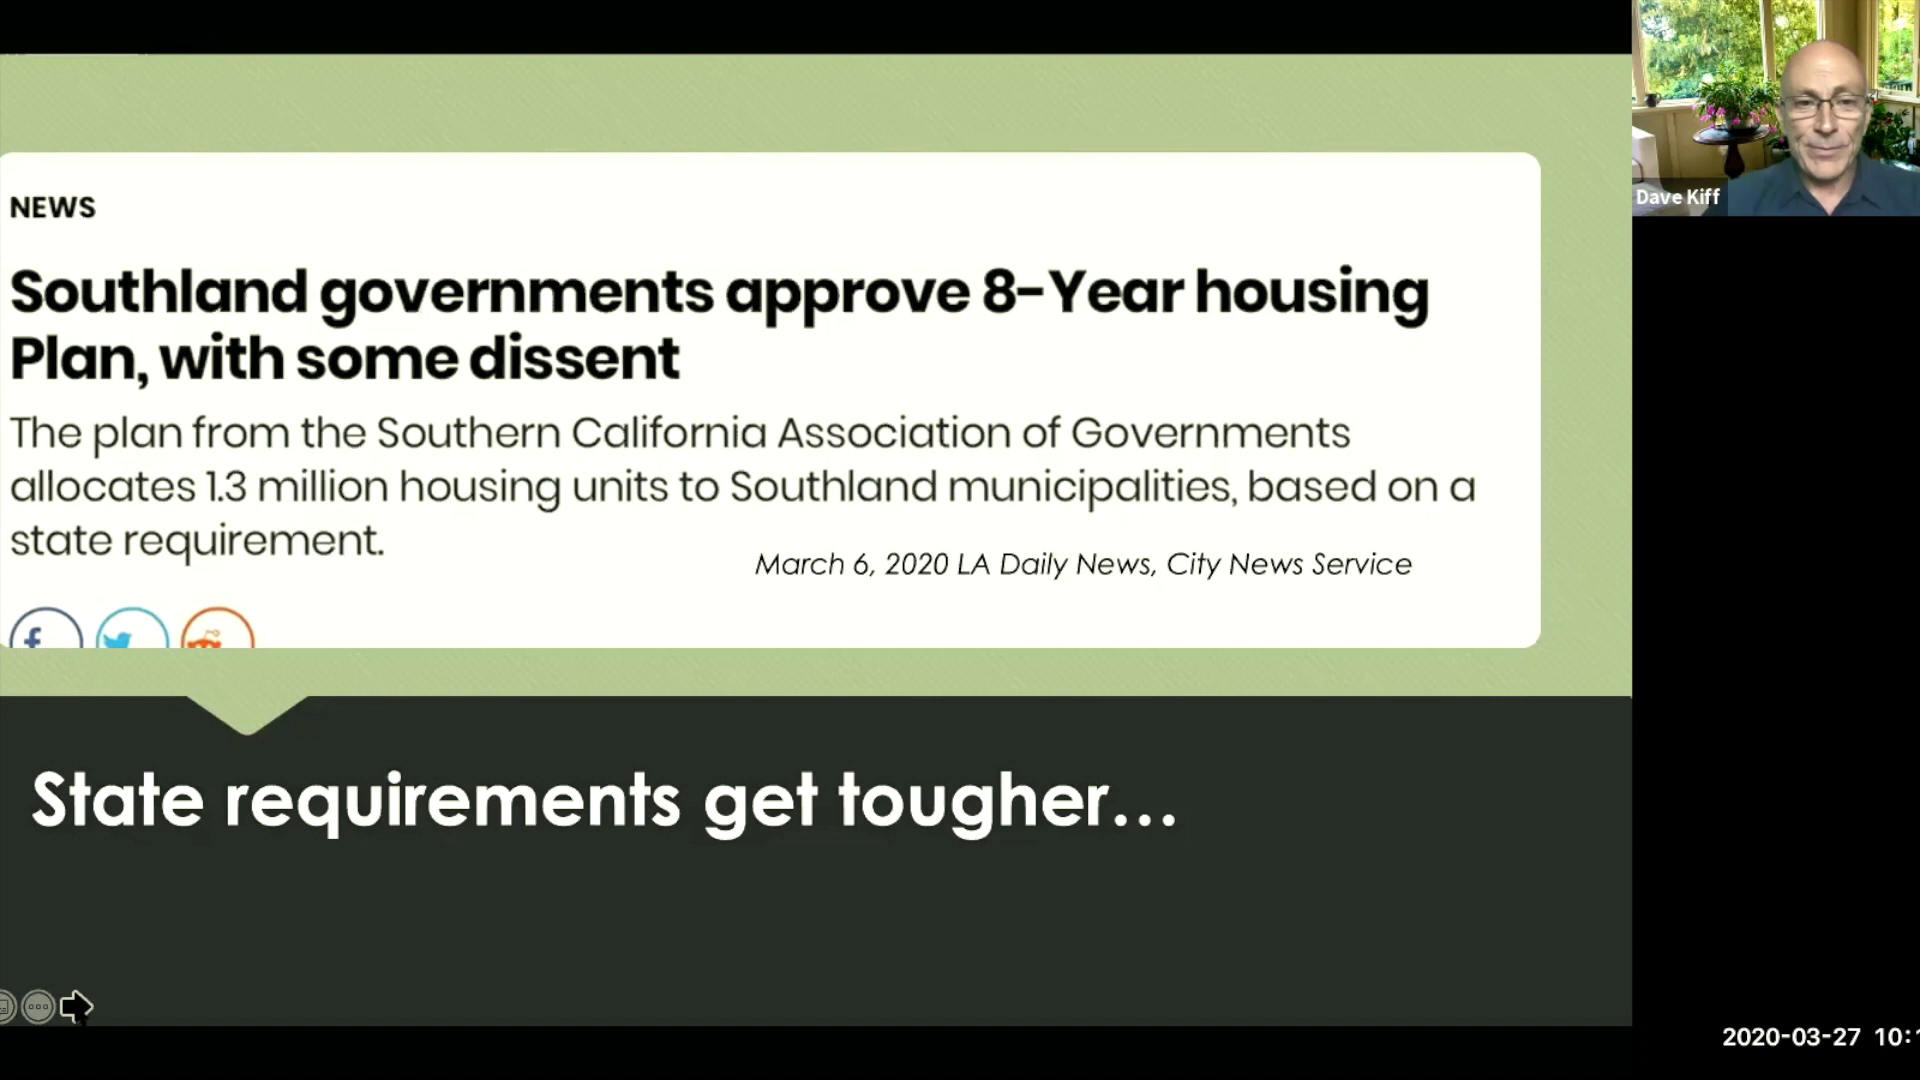 NEWS
Southland governments approve 8-Year housing
Plan, with some dissent
The plan from the Southern California Association of Governments
allocates 1.3 million housing units to Southland municipalities, based on a
state requirement.
March 6, 2020 LA Daily News, City News Service
State requirements get tougher...
Dave Kiff
2020-03-27 10: